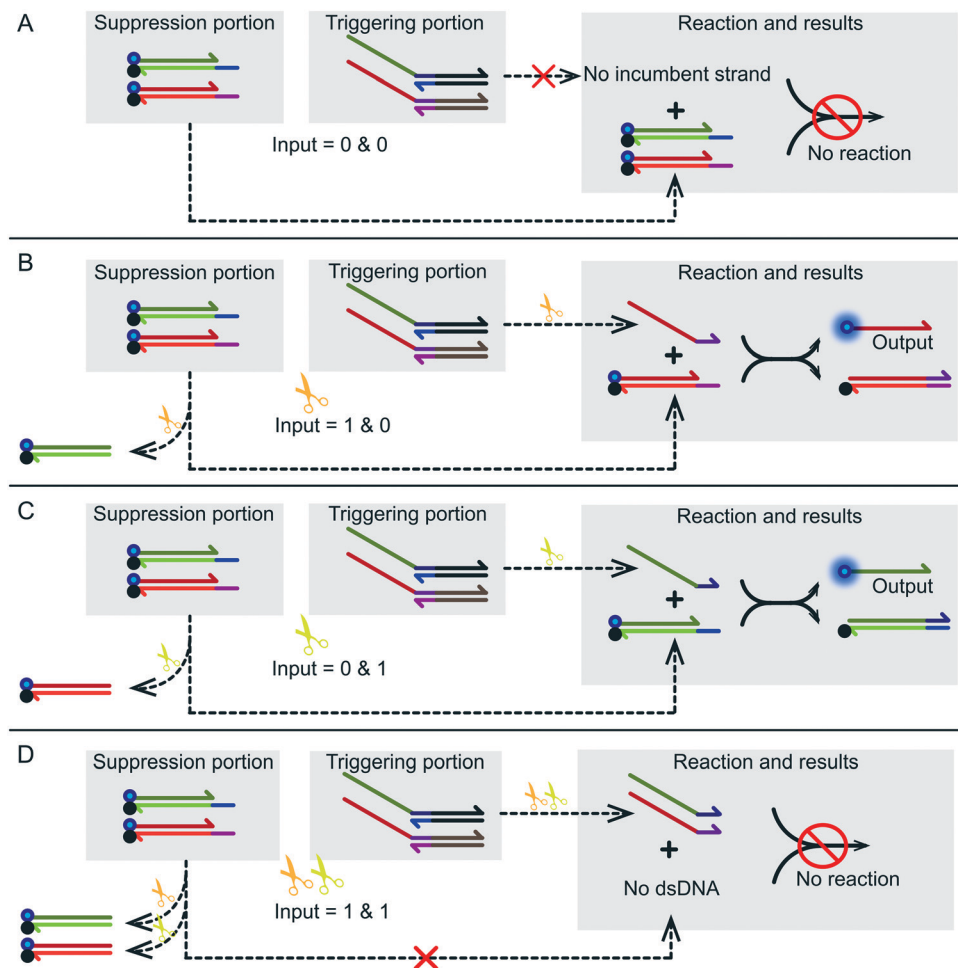 A
Suppression portion
Triggering portion
Reaction and results
No incumbent strand
+
No reaction
Input = 0 & 0
B
Suppression portion
Triggering portion
Reaction and results
+
Output
Input = 1 & 0
C
Suppression portion
Triggering portion
Reaction and results
+
Output
Input = 0 & 1
D
Suppression portion
Triggering portion
Reaction and results
+
No dsDNA
No reaction
Input = 1 & 1